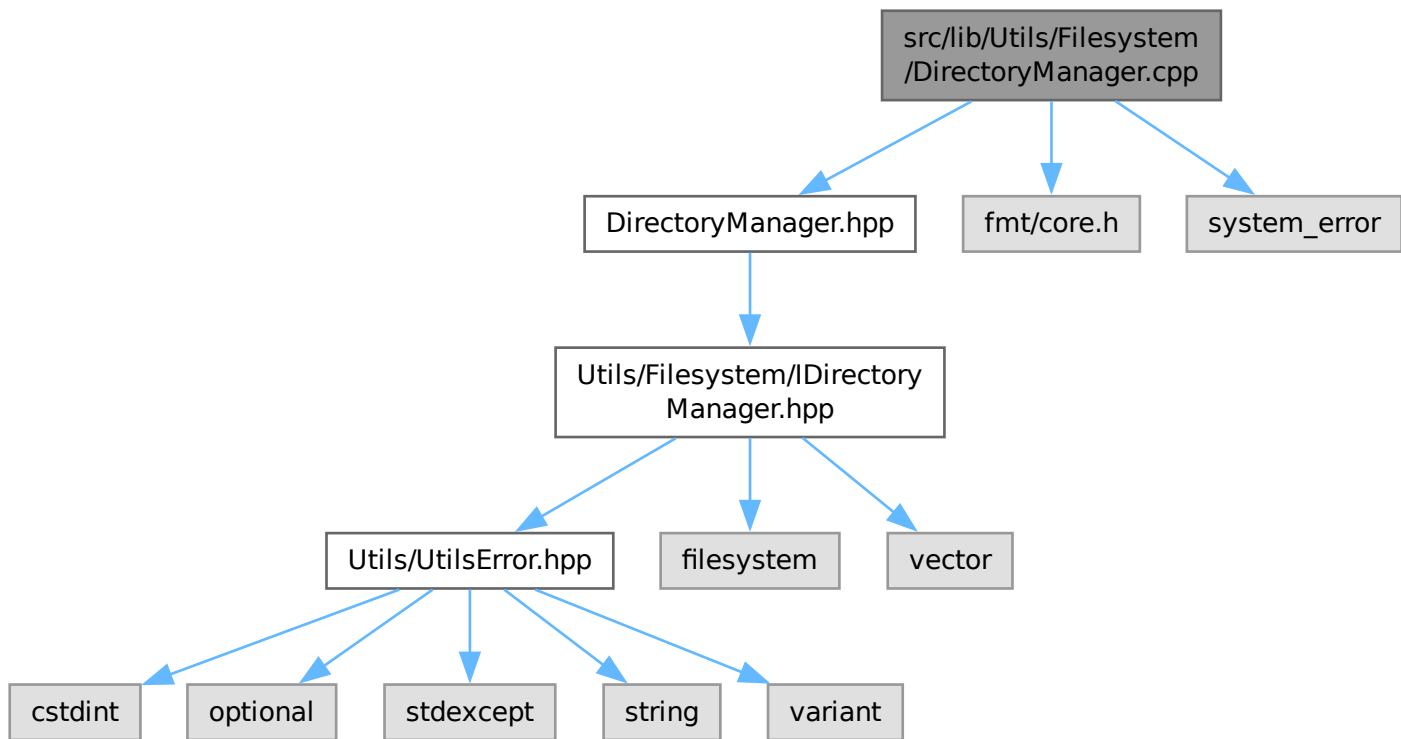 src/lib/Utils/Filesystem
/DirectoryManager.cpp
DirectoryManager.hpp
fmt/core.h
system_error
Utils/Filesystem/IDirectory
Manager.hpp
Utils/UtilsError.hpp
filesystem
vector
cstdint
optional
stdexcept
string
variant